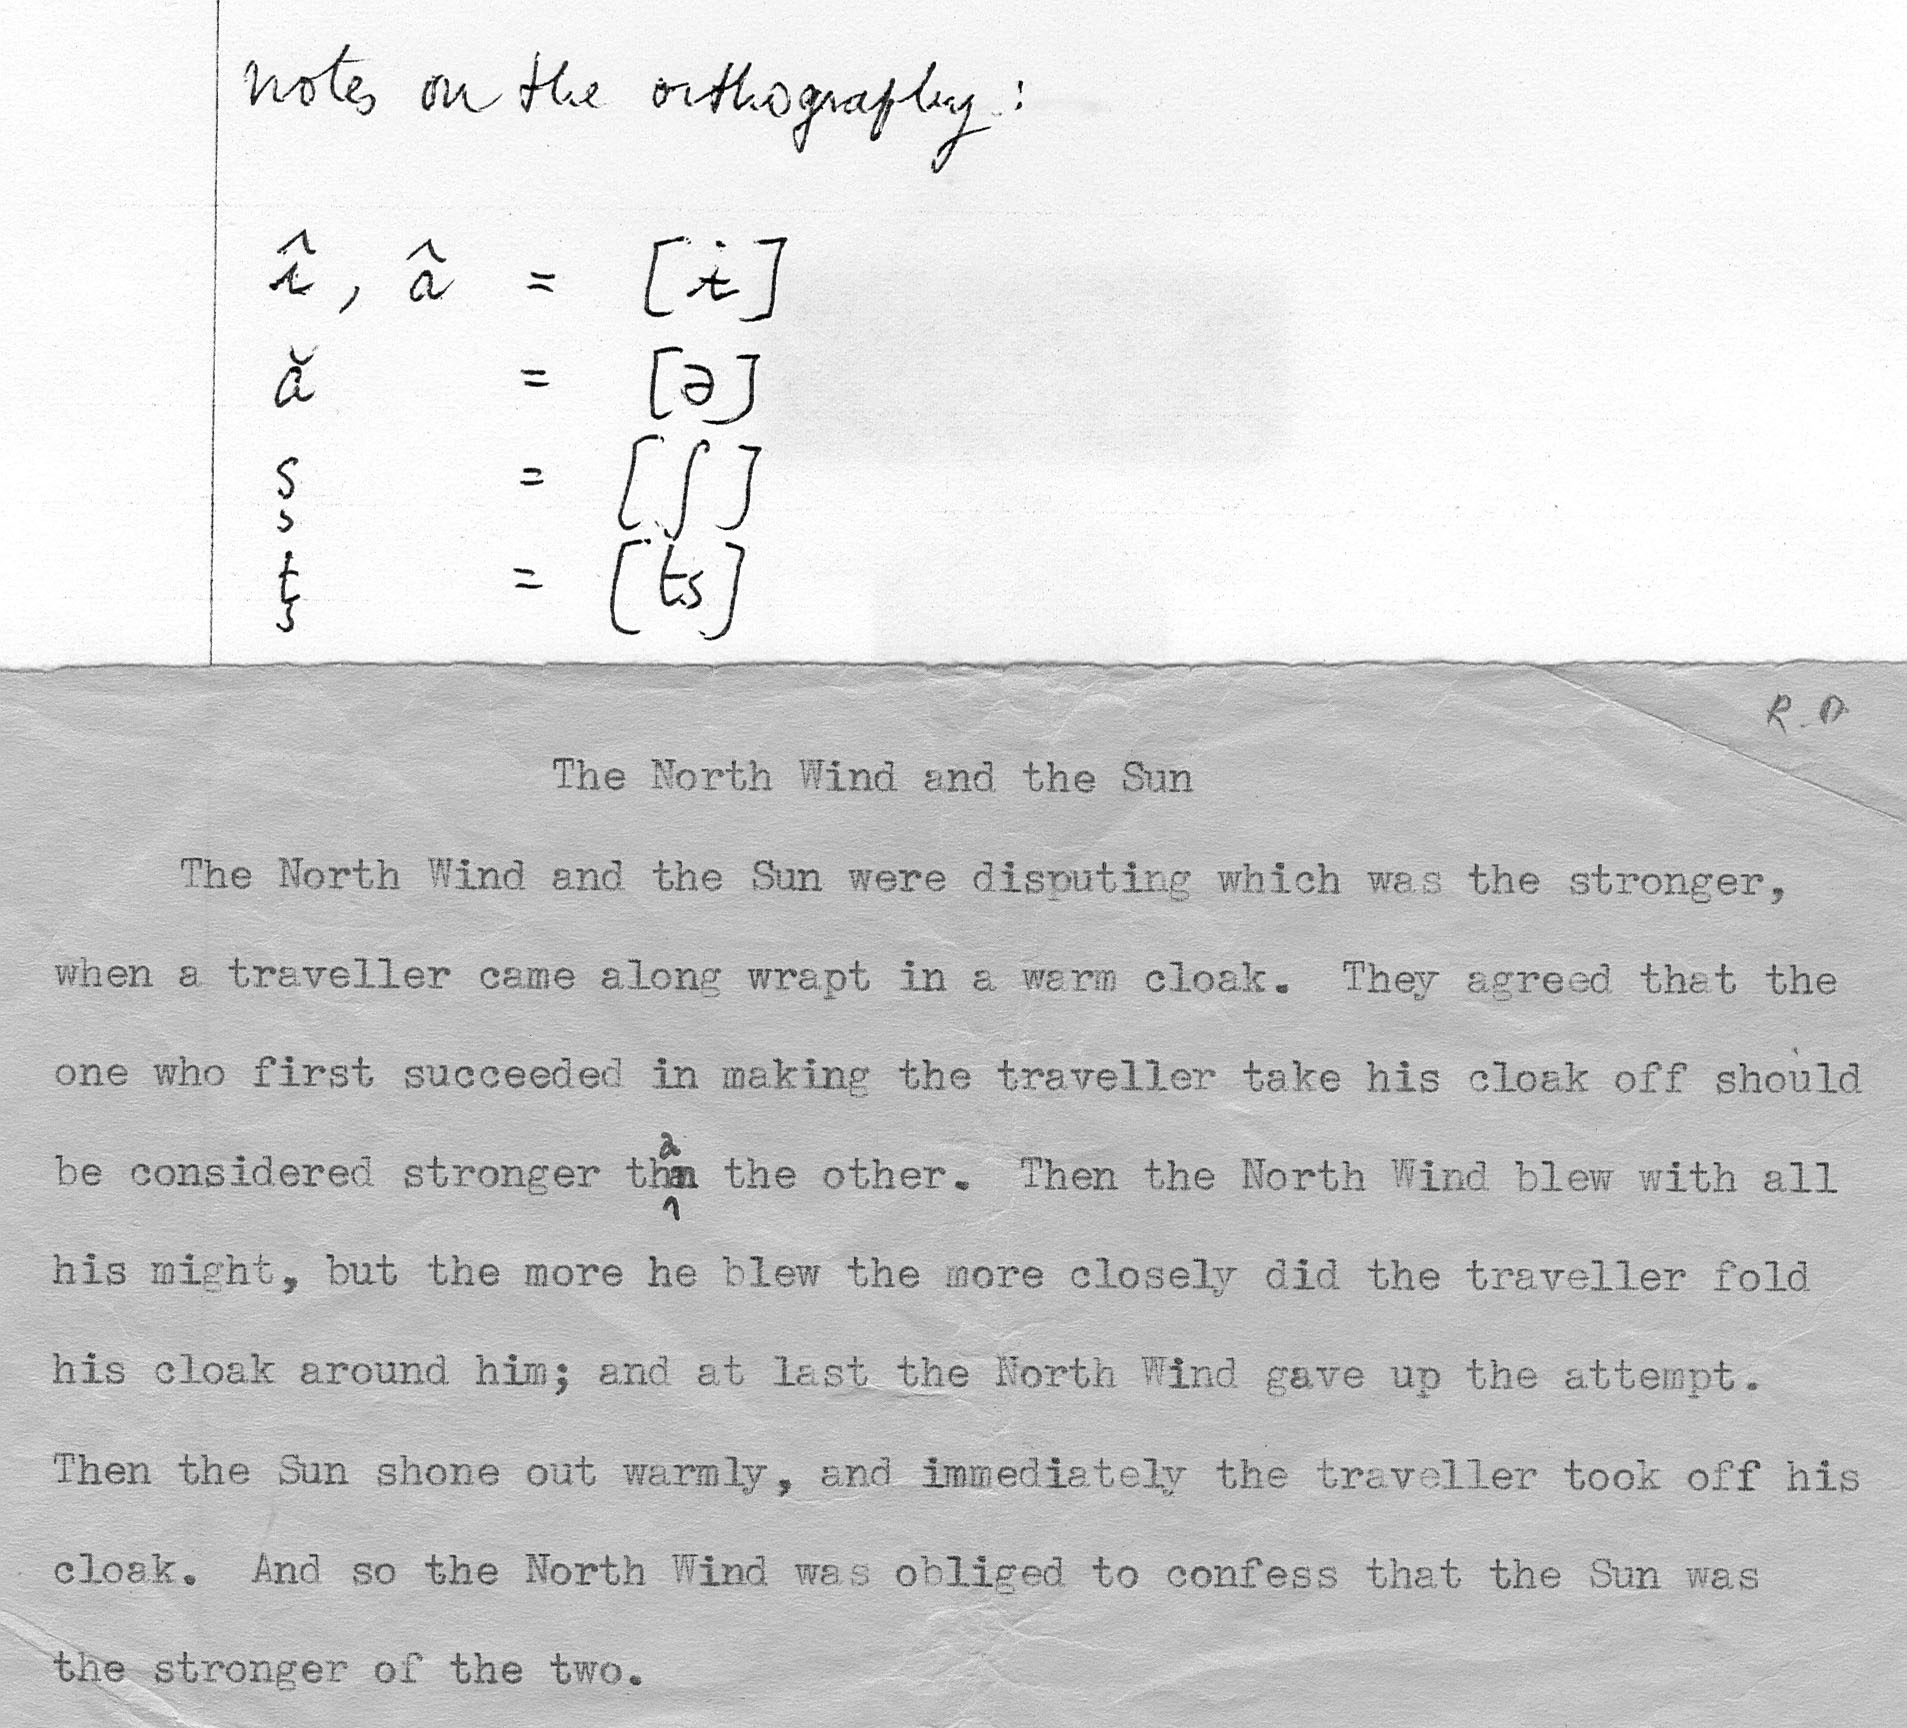 notes on the orthography:
î, â = [ɨ]
ă = [ə]
ș = [ʃ]
ț = [ts]
R.D
The North Wind and the Sun
The North Wind and the Sun were disputing which was the stronger,
when a traveller came along wrapt in a warm cloak. They agreed that the
one who first succeeded in making the traveller take his cloak off should
be considered stronger than the other. Then the North Wind blew with all
his might, but the more he blew the more closely did the traveller fold
his cloak around him; and at last the North Wind gave up the attempt.
Then the Sun shone out warmly, and immediately the traveller took off his
cloak. And so the North Wind was obliged to confess that the Sun was
the stronger of the two.